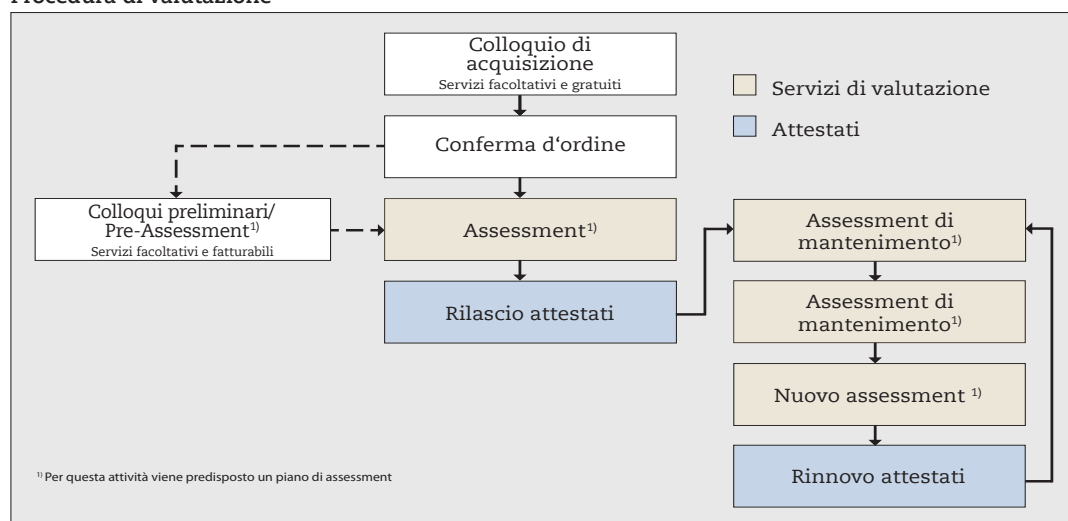 Procedura di valutazione
Colloquio di
acquisizione
Servizi facoltativi e gratuiti
Servizi di valutazione
Attestati
Conferma d‘ordine
Colloqui preliminari/
Pre-Assessment¹⁾
Servizi facoltativi e fatturabili
Assessment¹⁾
Rilascio attestati
Assessment di
mantenimento¹⁾
Assessment di
mantenimento¹⁾
Nuovo assessment ¹⁾
Rinnovo attestati
¹⁾ Per questa attività viene predisposto un piano di assessment